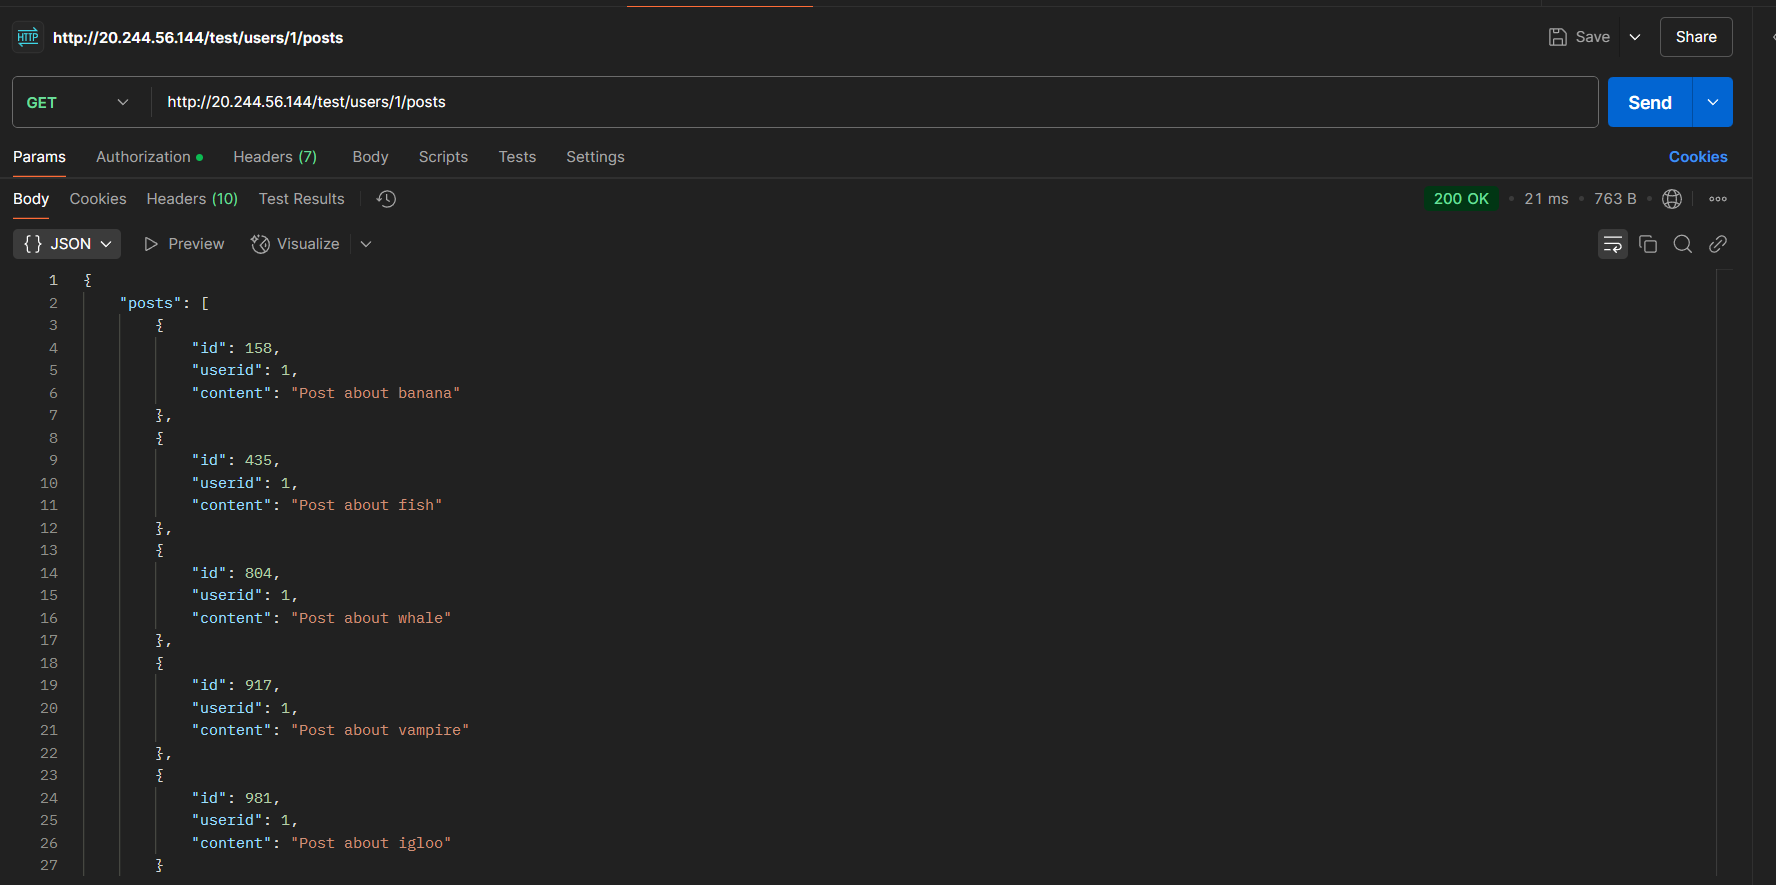 HTTP http://20.244.56.144/test/users/1/posts Save Share
GET http://20.244.56.144/test/users/1/posts Send
Params Authorization Headers (7) Body Scripts Tests Settings Cookies
Body Cookies Headers (10) Test Results 200 OK • 21 ms • 763 B •
{} JSON Preview Visualize
1 {
2 "posts": [
3 {
4 "id": 158,
5 "userid": 1,
6 "content": "Post about banana"
7 },
8 {
9 "id": 435,
10 "userid": 1,
11 "content": "Post about fish"
12 },
13 {
14 "id": 804,
15 "userid": 1,
16 "content": "Post about whale"
17 },
18 {
19 "id": 917,
20 "userid": 1,
21 "content": "Post about vampire"
22 },
23 {
24 "id": 981,
25 "userid": 1,
26 "content": "Post about igloo"
27 }